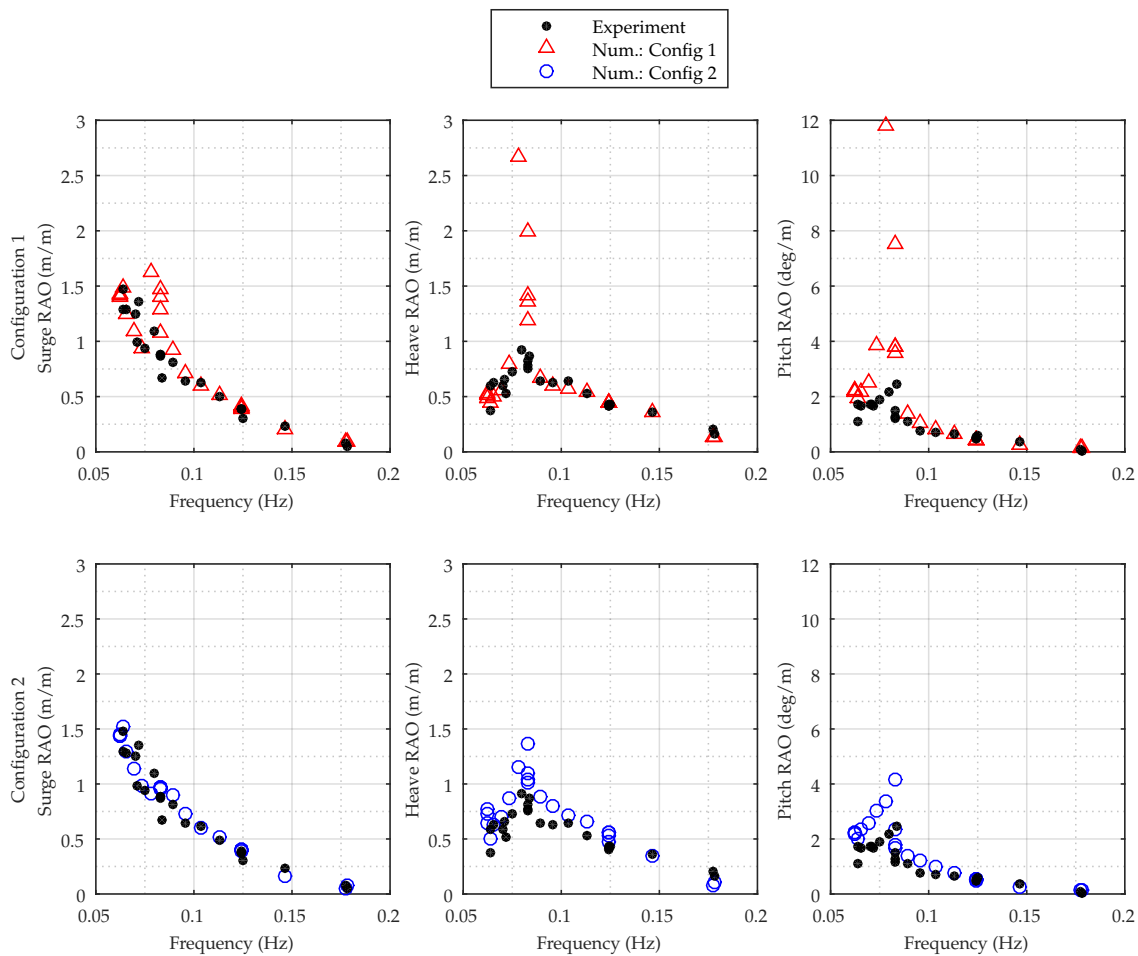 Experiment
Num.: Config 1
Num.: Config 2
Configuration 1
Surge RAO (m/m)
3
2.5
2
1.5
1
0.5
0
0.05 0.1 0.15 0.2
Frequency (Hz)
Heave RAO (m/m)
3
2.5
2
1.5
1
0.5
0
0.05 0.1 0.15 0.2
Frequency (Hz)
Pitch RAO (deg/m)
12
10
8
6
4
2
0
0.05 0.1 0.15 0.2
Frequency (Hz)
Configuration 2
Surge RAO (m/m)
3
2.5
2
1.5
1
0.5
0
0.05 0.1 0.15 0.2
Frequency (Hz)
Heave RAO (m/m)
3
2.5
2
1.5
1
0.5
0
0.05 0.1 0.15 0.2
Frequency (Hz)
Pitch RAO (deg/m)
12
10
8
6
4
2
0
0.05 0.1 0.15 0.2
Frequency (Hz)